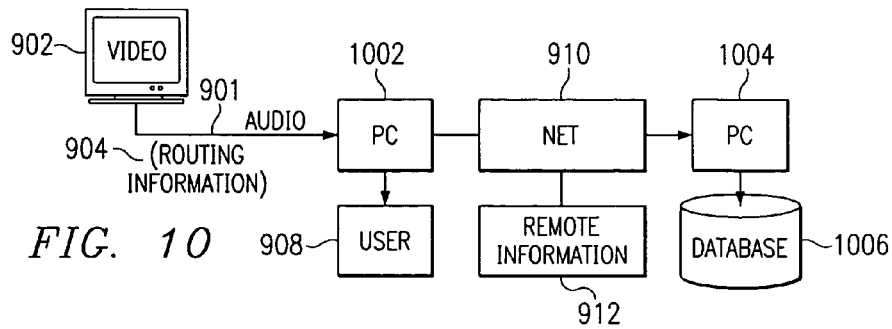 902
VIDEO
1002
910
1004
901
AUDIO
PC
NET
PC
904
(ROUTING
INFORMATION)
USER
908
REMOTE
INFORMATION
912
DATABASE
1006
FIG. 10